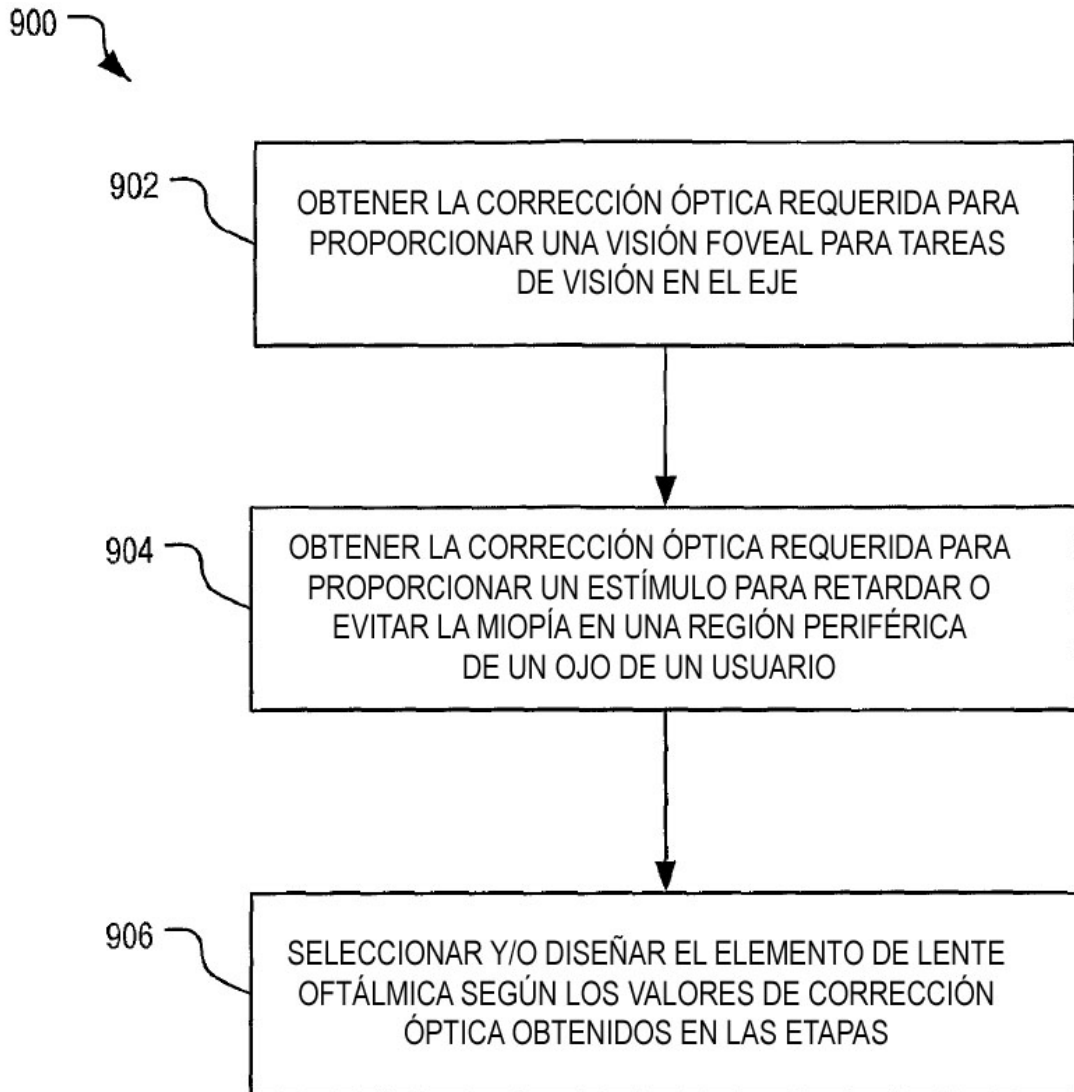 900
902
OBTENER LA CORRECCIÓN ÓPTICA REQUERIDA PARA
PROPORCIONAR UNA VISIÓN FOVEAL PARA TAREAS
DE VISIÓN EN EL EJE
904
OBTENER LA CORRECCIÓN ÓPTICA REQUERIDA PARA
PROPORCIONAR UN ESTÍMULO PARA RETARDAR O
EVITAR LA MIOPÍA EN UNA REGIÓN PERIFÉRICA
DE UN OJO DE UN USUARIO
906
SELECCIONAR Y/O DISEÑAR EL ELEMENTO DE LENTE
OFTÁLMICA SEGÚN LOS VALORES DE CORRECCIÓN
ÓPTICA OBTENIDOS EN LAS ETAPAS